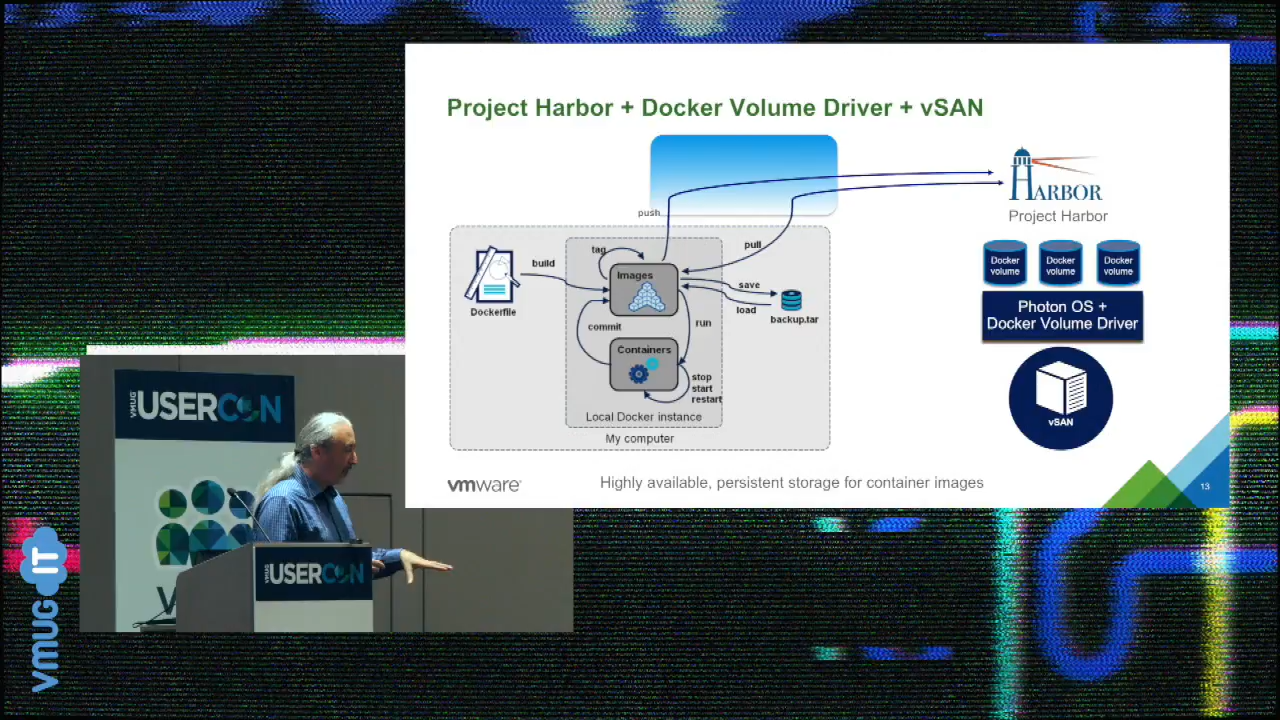 Project Harbor + Docker Volume Driver + vSAN
HARBOR
Project Harbor
push
pull
tag
build
Images
save
load
Dockerfile
backup.tar
commit
run
Containers
stop
start
restart
Local Docker instance
My computer
Docker
volume
Docker
volume
Docker
volume
Photon OS +
Docker Volume Driver
vSAN
vmware
Highly available, persistent storage for container images
13
VMUG USERCON
VMUG USERCON
V
VMUG IT